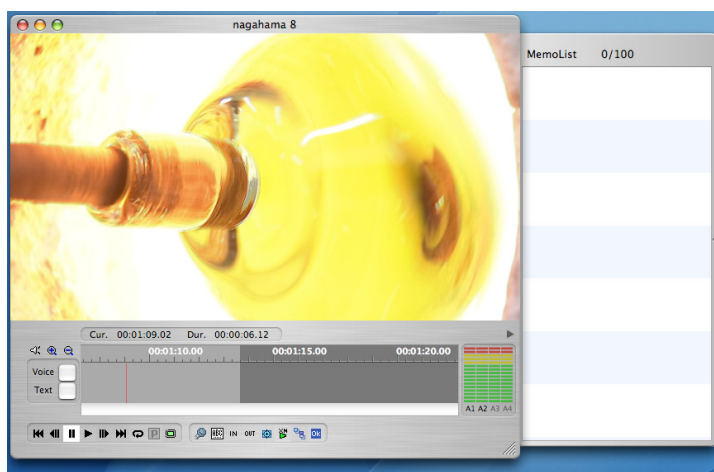 nagahama 8
MemoList 0/100
Cur. 00:01:09.02 Dur. 00:00:06.12
00:01:10.00 00:01:15.00 00:01:20.00
Voice
Text
A1 A2 A3 A4
P REC IN OUT Ok